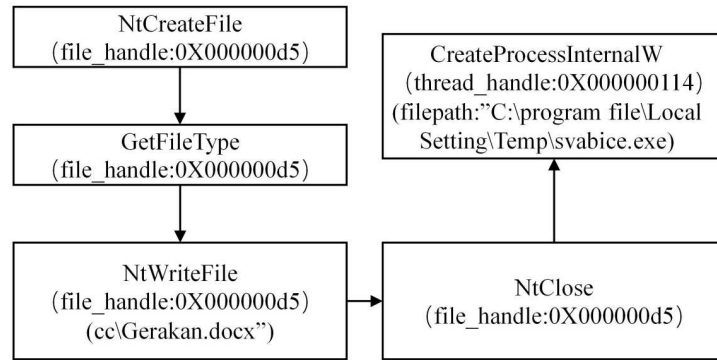 NtCreateFile
(file_handle:0X000000d5)
GetFileType
(file_handle:0X000000d5)
NtWriteFile
(file_handle:0X000000d5)
(cc\Gerakan.docx”)
NtClose
(file_handle:0X000000d5)
CreateProcessInternalW
(thread_handle:0X000000114)
(filepath:”C:\program file\Local
Setting\Temp\svabice.exe)